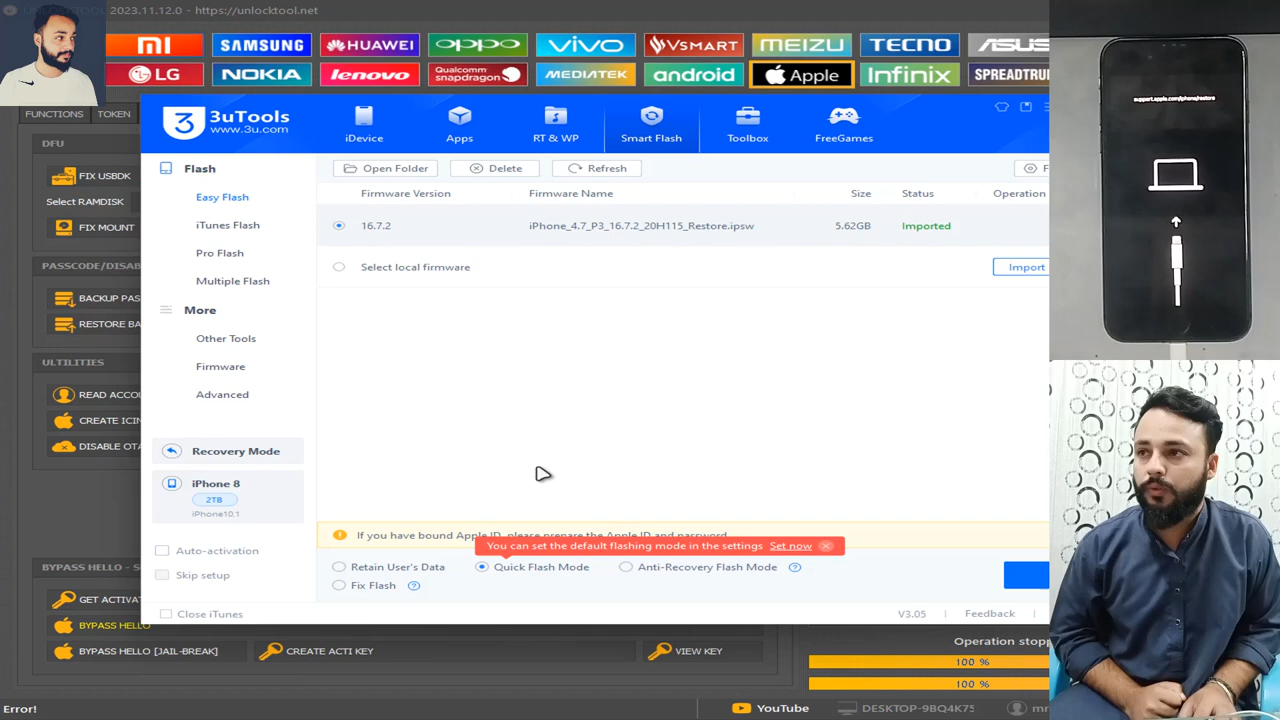 UNLOCKTOOL 2023.11.12.0 - https://unlocktool.net
MI SAMSUNG HUAWEI OPPO VIVO VSMART MEIZU TECNO ASUS
LG NOKIA lenovo Qualcomm snapdragon MEDIATEK android Apple Infinix SPREADTRU
FUNCTIONS TOKEN
DFU
FIX USBDK
Select RAMDISK
FIX MOUNT
PASSCODE/DISAB
BACKUP PAS
RESTORE BA
ULTILITIES
READ ACCO
CREATE ICIN
DISABLE OTA
BYPASS HELLO - S
GET ACTIVA
BYPASS HELLO
BYPASS HELLO [JAIL-BREAK] CREATE ACTI KEY VIEW KEY
Operation stopp
100 %
100 %
Error! YouTube DESKTOP-9BQ4K75
3 3uTools
www.3u.com
iDevice Apps RT & WP Smart Flash Toolbox FreeGames
Flash
Easy Flash
iTunes Flash
Pro Flash
Multiple Flash
More
Other Tools
Firmware
Advanced
Recovery Mode
iPhone 8
2TB
iPhone10,1
Auto-activation
Skip setup
Close iTunes
Open Folder Delete Refresh F
Firmware Version Firmware Name Size Status Operation
16.7.2 iPhone_4.7_P3_16.7.2_20H115_Restore.ipsw 5.62GB Imported
Select local firmware Import
If you have bound Apple ID, please prepare the Apple ID and password
You can set the default flashing mode in the settings Set now
Retain User's Data Quick Flash Mode Anti-Recovery Flash Mode
Fix Flash
V3.05 Feedback
support.apple.com/iphone/restore